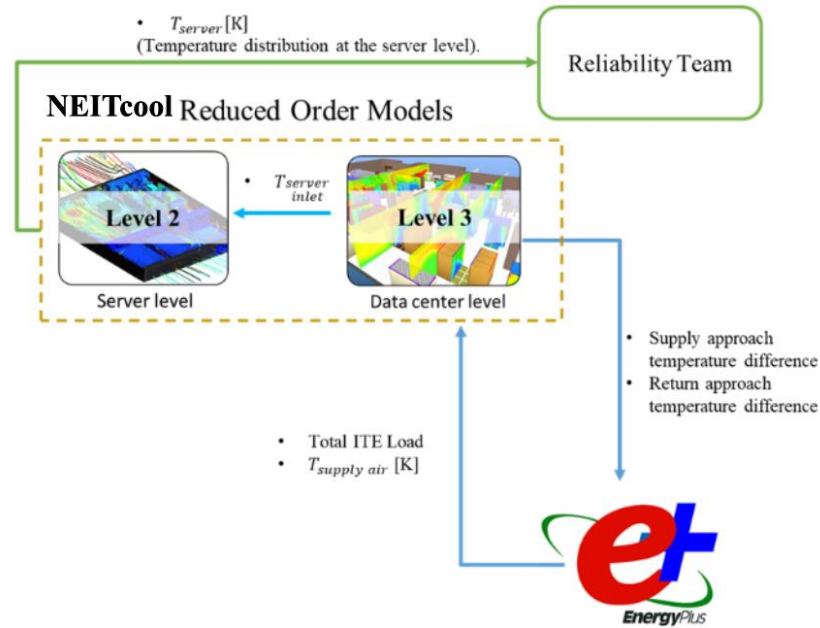 • T_server [K]
(Temperature distribution at the server level).
Reliability Team
NEITcool Reduced Order Models
• T_server inlet
Level 2
Level 3
Server level
Data center level
• Supply approach
temperature difference
• Return approach
temperature difference
• Total ITE Load
• T_supply air [K]
e+
EnergyPlus